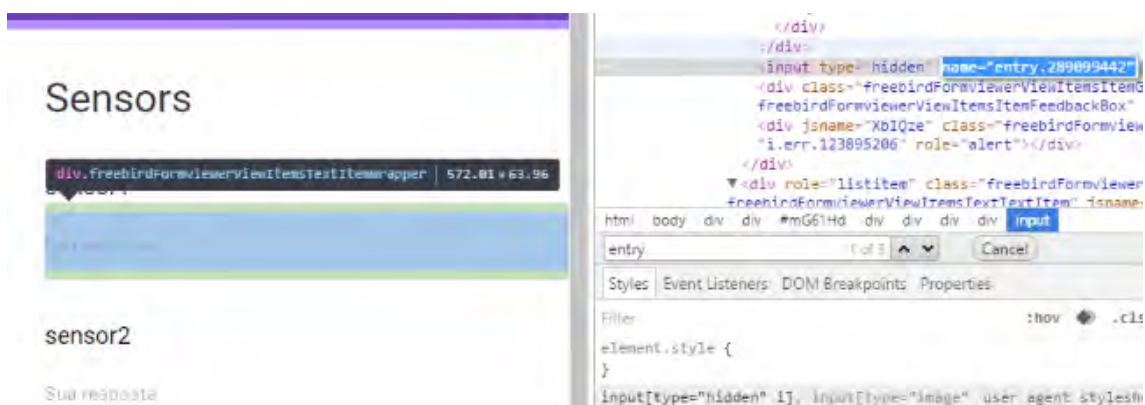 Sensors
div.freebirdFormviewerViewItemsTextItemWrapper | 572.01 × 63.96
sensor2
Sua resposta
</div>
</div>
<input type="hidden" name="entry.289099442"
<div class="freebirdFormviewerViewItemsItemG
freebirdFormviewerViewItemsItemFeedbackBox"
<div jsname="XbIQze" class="freebirdFormview
"i.err.123895206" role="alert"></div>
</div>
▼<div role="listitem" class="freebirdFormviewer
freebirdFormviewerViewItemsTextTextItem" jsname=
html body div div #mG61Hd div div div div input
entry 1 of 3 Cancel
Styles Event Listeners DOM Breakpoints Properties
Filter :hov .cls
element.style {
}
input[type="hidden" i], input[type="image" user agent stylesh